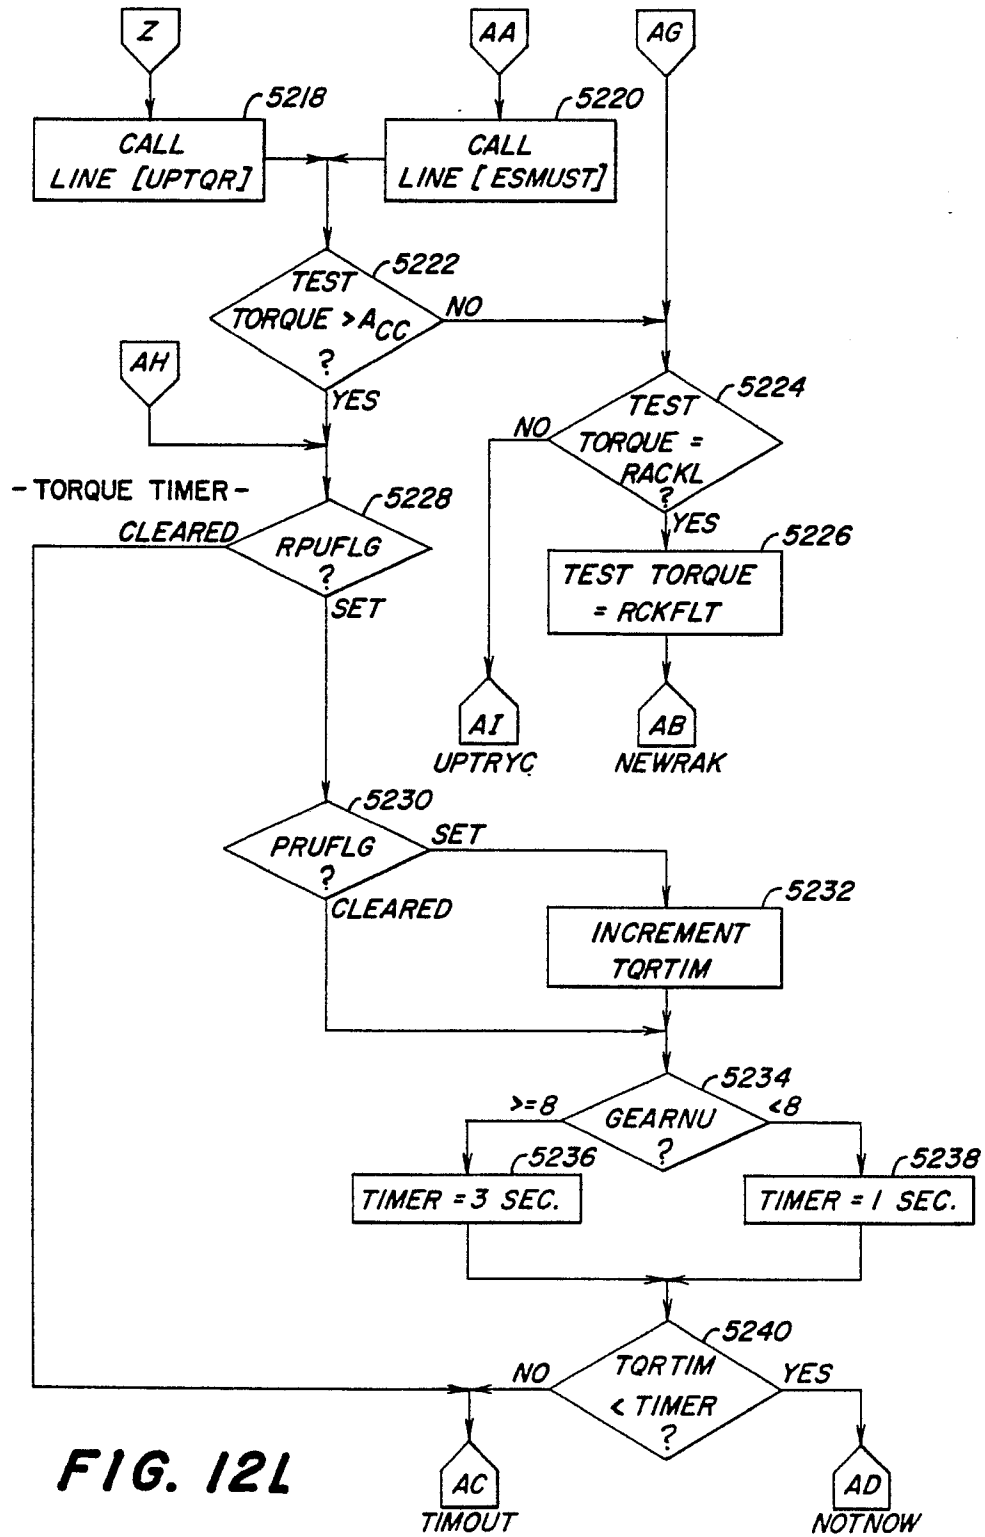 Z
AA
AG
5218
5220
CALL
LINE [UPTQR]
CALL
LINE [ESMUST]
5222
TEST
TORQUE > ACC
?
NO
YES
AH
5224
TEST
TORQUE =
RACKL
?
NO
YES
- TORQUE TIMER -
5228
CLEARED
RPUFLG
?
SET
5226
TEST TORQUE
= RCKFLT
AI
UPTRYC
AB
NEWRAK
5230
PRUFLG
?
SET
CLEARED
5232
INCREMENT
TQRTIM
5234
>=8
GEARNU
?
<8
5236
TIMER = 3 SEC.
5238
TIMER = 1 SEC.
5240
TQRTIM
< TIMER
?
NO
YES
AC
TIMOUT
AD
NOTNOW
FIG. 12L